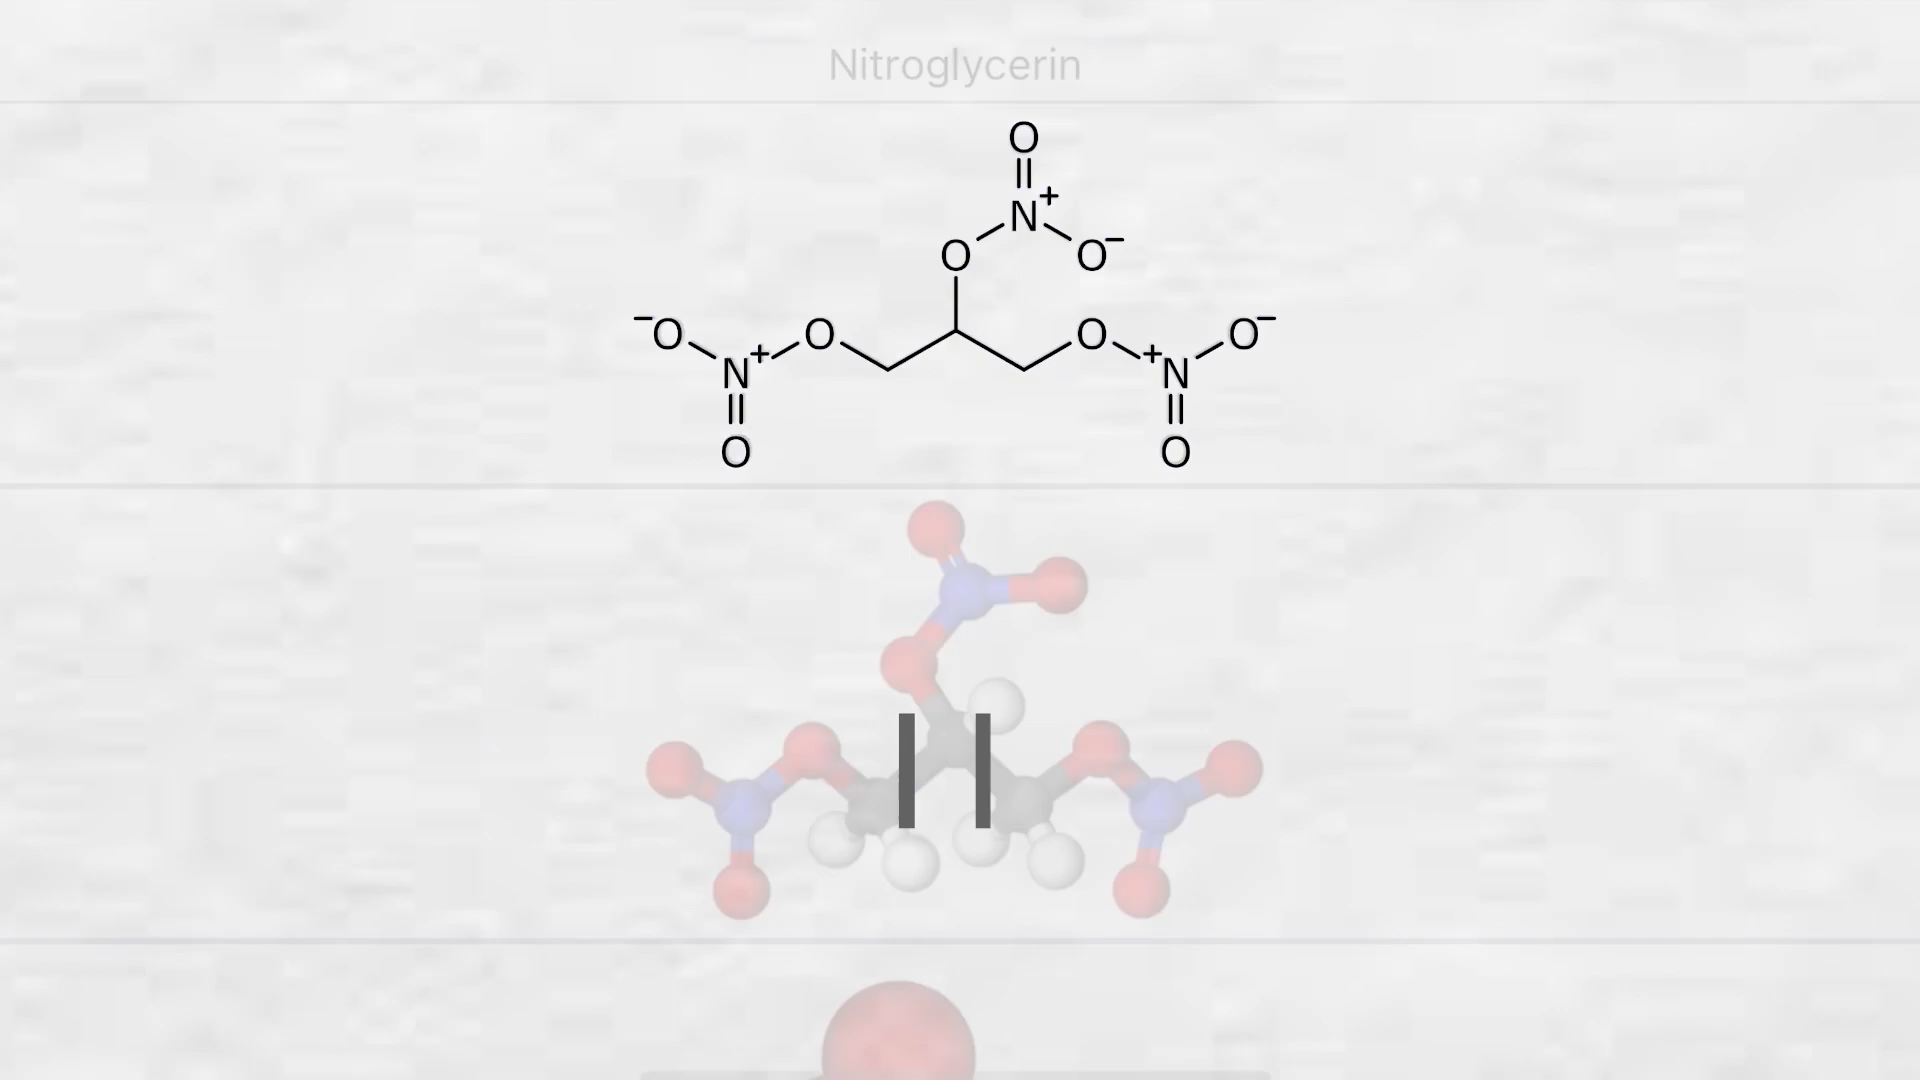 Nitroglycerin
O
N+
O O−
−O O O O−
N+ +N
O O